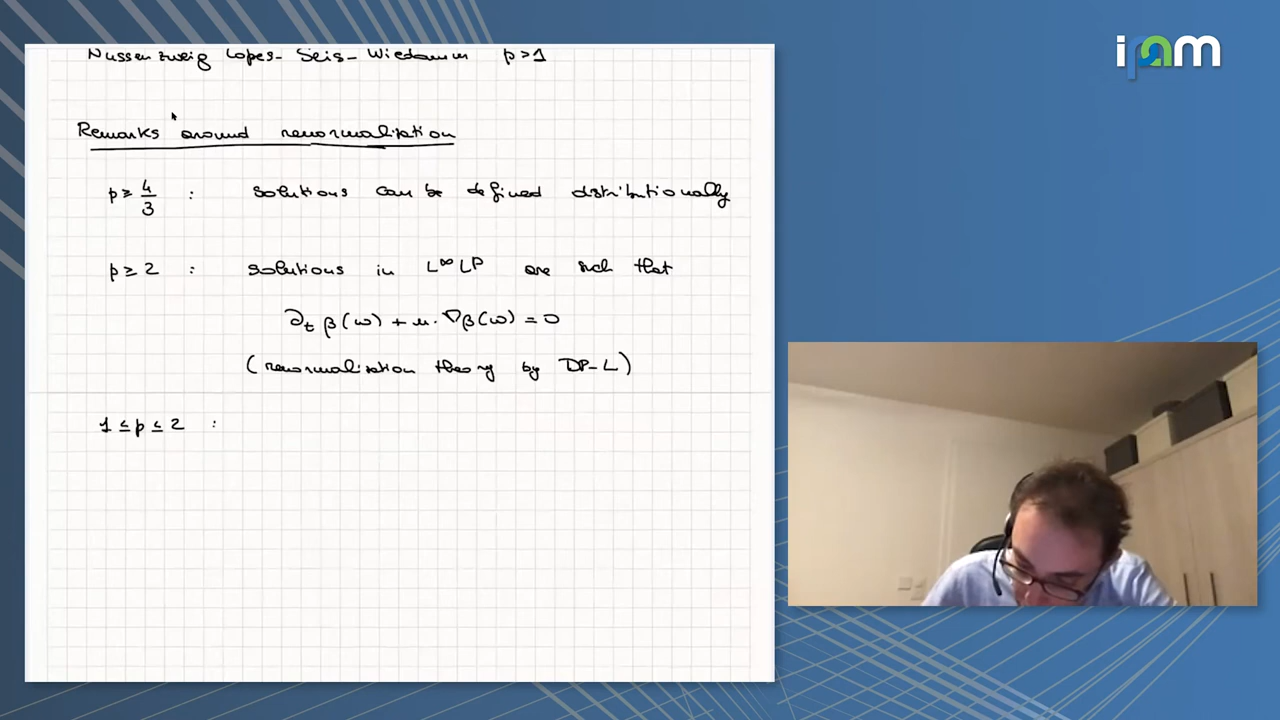 Nussenzweig Lopes - Seis - Wiedemann p>1
Remarks around renormalization
p ≥ 4/3 : solutions can be defined distributionally
p ≥ 2 : solutions in L^∞ L^p are such that
∂_t β(ω) + u·∇β(ω) = 0
(renormalization theory by DP-L)
1 ≤ p ≤ 2 :
ipam